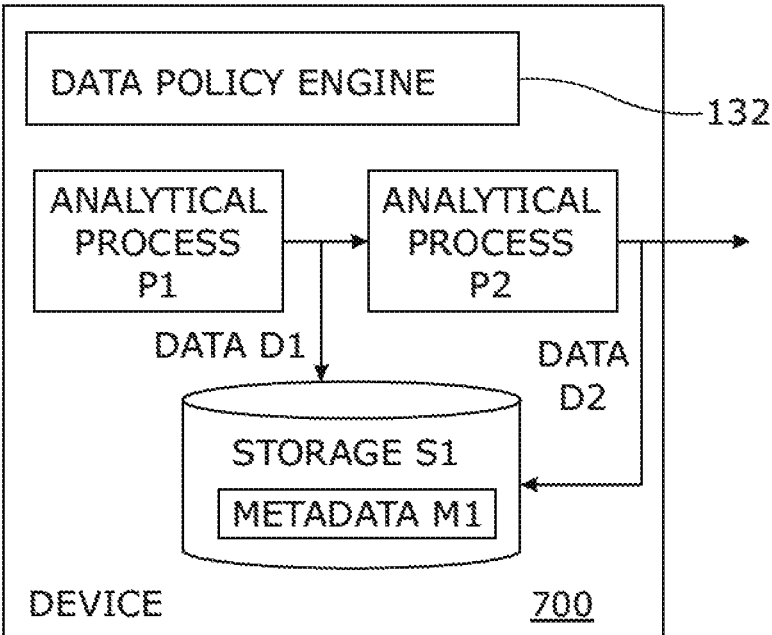 DATA POLICY ENGINE
132
ANALYTICAL
PROCESS
P1
ANALYTICAL
PROCESS
P2
DATA D1
DATA
D2
STORAGE S1
METADATA M1
DEVICE
700